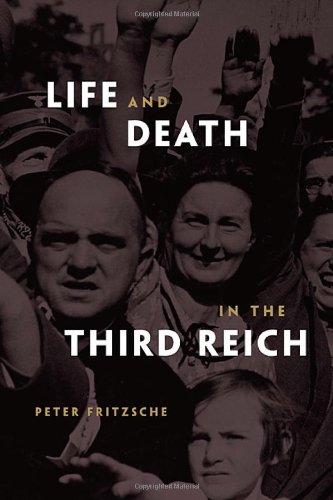 LIFE AND
DEATH
IN THE
THIRD REICH
PETER FRITZSCHE